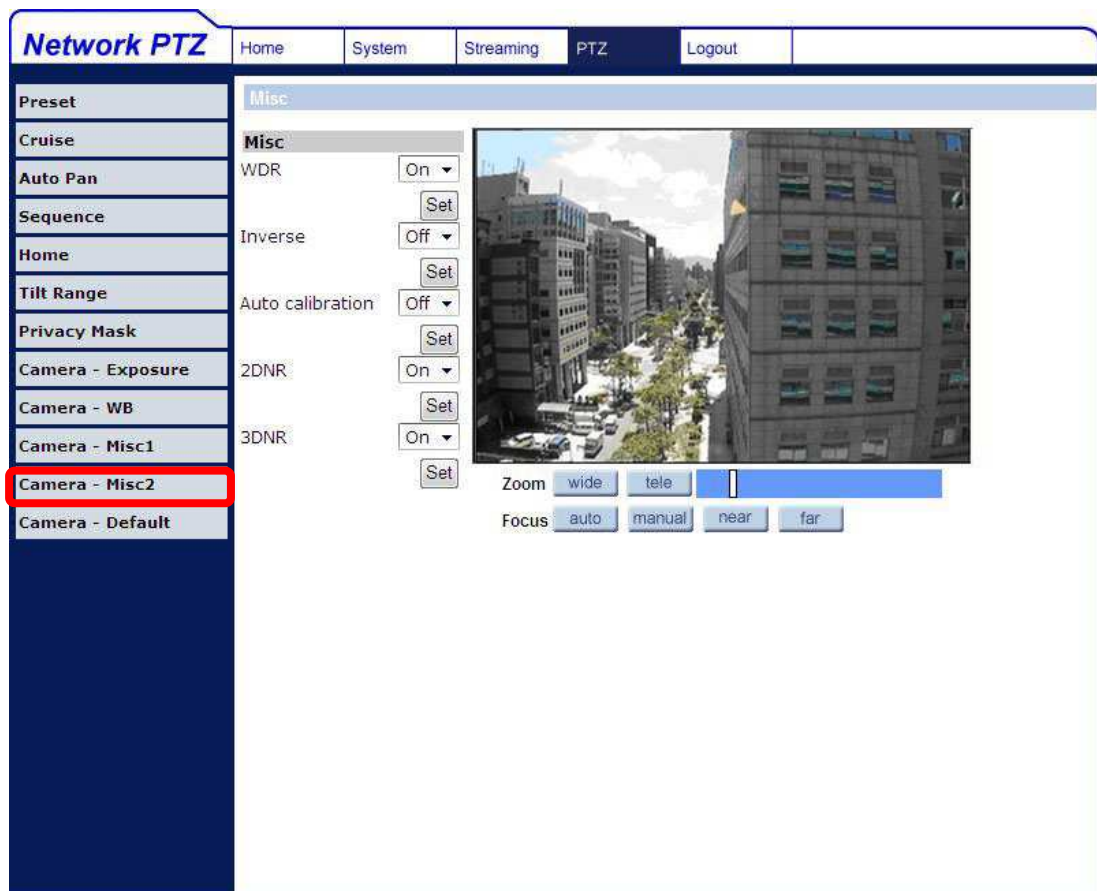 Network PTZ
Home System Streaming PTZ Logout
Preset
Cruise
Auto Pan
Sequence
Home
Tilt Range
Privacy Mask
Camera - Exposure
Camera - WB
Camera - Misc1
Camera - Misc2
Camera - Default
Misc
Misc
WDR On
Set
Inverse Off
Set
Auto calibration Off
Set
2DNR On
Set
3DNR On
Set
Zoom wide tele
Focus auto manual near far